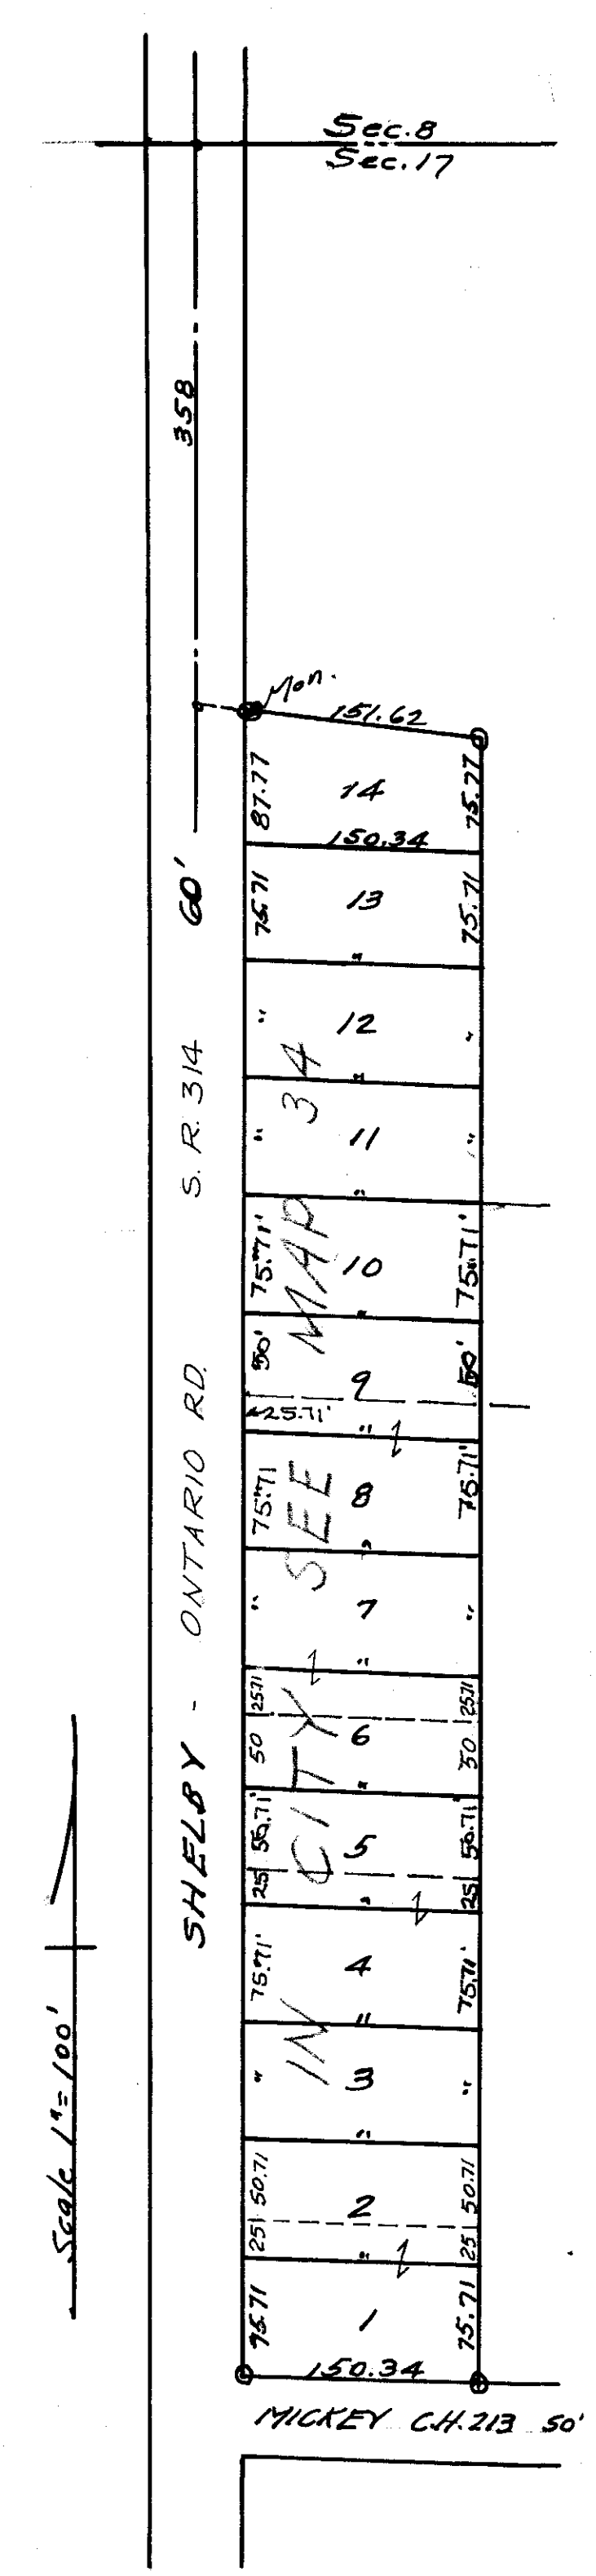 Sec. 8
Sec. 17
358
Mon.
151.62
87.77 14 75.77
150.34
75.71 13 75.71
"
" 12 "
"
" 11 "
"
75.71' 10 75.71'
"
50' 9 50'
25.71'
"
75.71 8 75.71'
"
" 7 "
"
25.71 25.71
50 6 50
"
50.71' 5 50.71'
25 25
"
75.71' 4 75.71'
"
" 3 "
"
50.71 2 50.71
25 25
"
75.71 1 75.71
150.34
MICKEY C.H. 213 50'
SHELBY - ONTARIO RD. S.R. 314 60'
IN CITY SEE MAP 34
Scale 1"=100'